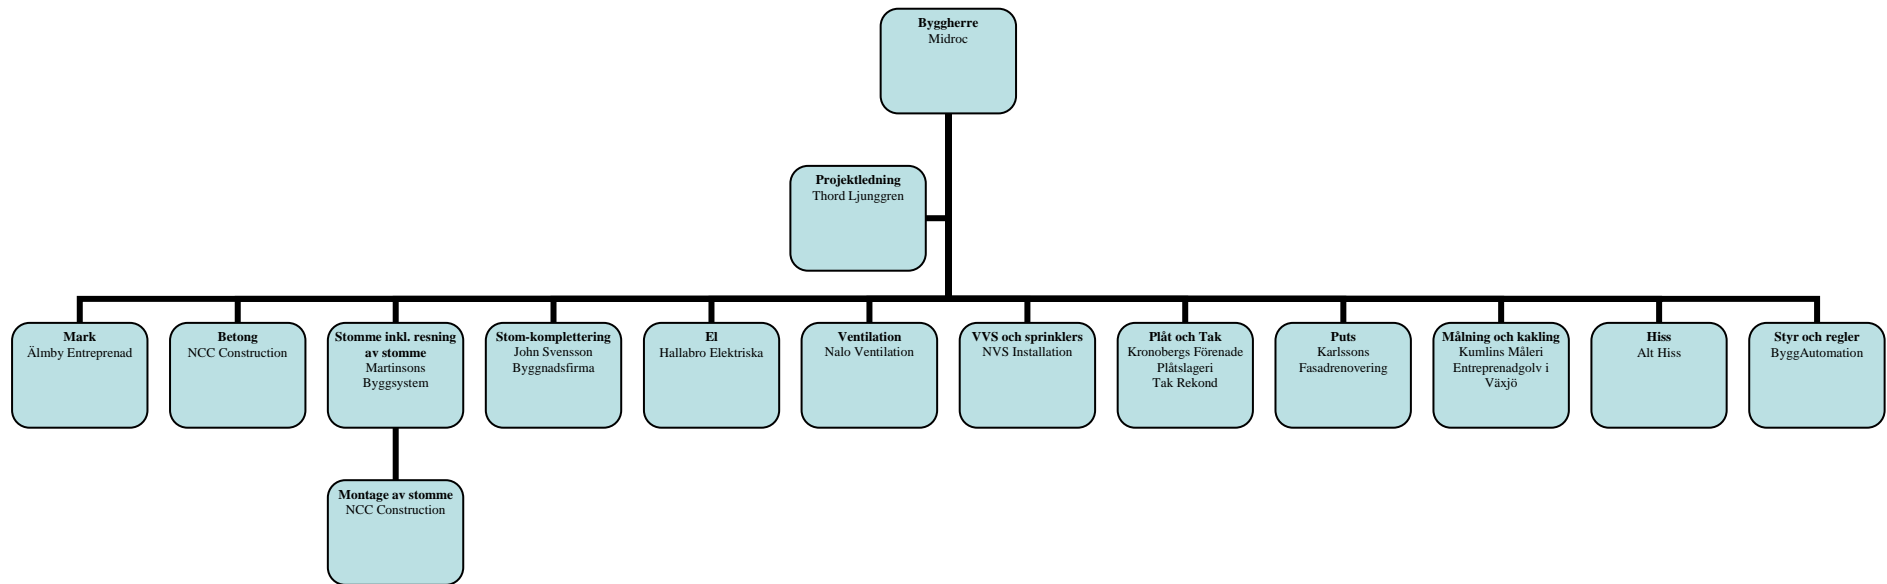 Byggherre
Midroc
Projektledning
Thord Ljunggren
Mark
Älmby Entreprenad
Betong
NCC Construction
Stomme inkl. resning
av stomme
Martinsons
Byggsystem
Stom-komplettering
John Svensson
Byggnadsfirma
El
Hallabro Elektriska
Ventilation
Nalo Ventilation
VVS och sprinklers
NVS Installation
Plåt och Tak
Kronobergs Förenade
Plåtslageri
Tak Rekond
Puts
Karlssons
Fasadrenovering
Målning och kakling
Kumlins Måleri
Entreprenadgolv i
Växjö
Hiss
Alt Hiss
Styr och regler
ByggAutomation
Montage av stomme
NCC Construction